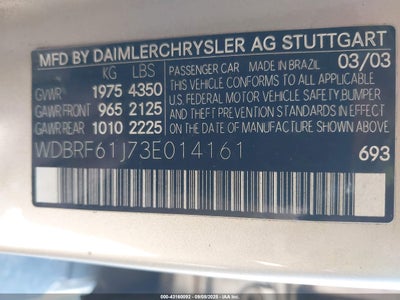 MFD BY DAIMLERCHRYSLER AG STUTTGART
KG LBS PASSENGER CAR MADE IN BRAZIL 03/03
GVWR 1975 4350 THIS VEHICLE CONFORMS TO ALL APPLICABLE
GAWR FRONT 965 2125 U.S. FEDERAL MOTOR VEHICLE SAFETY, BUMPER
GAWR REAR 1010 2225 AND THEFT PREVENTION STANDARDS IN EFFECT
ON THE DATE OF MANUFACTURE SHOWN ABOVE.
WDBRF61J73E014161 693
000-43160092 - 09/09/2025 - IAA